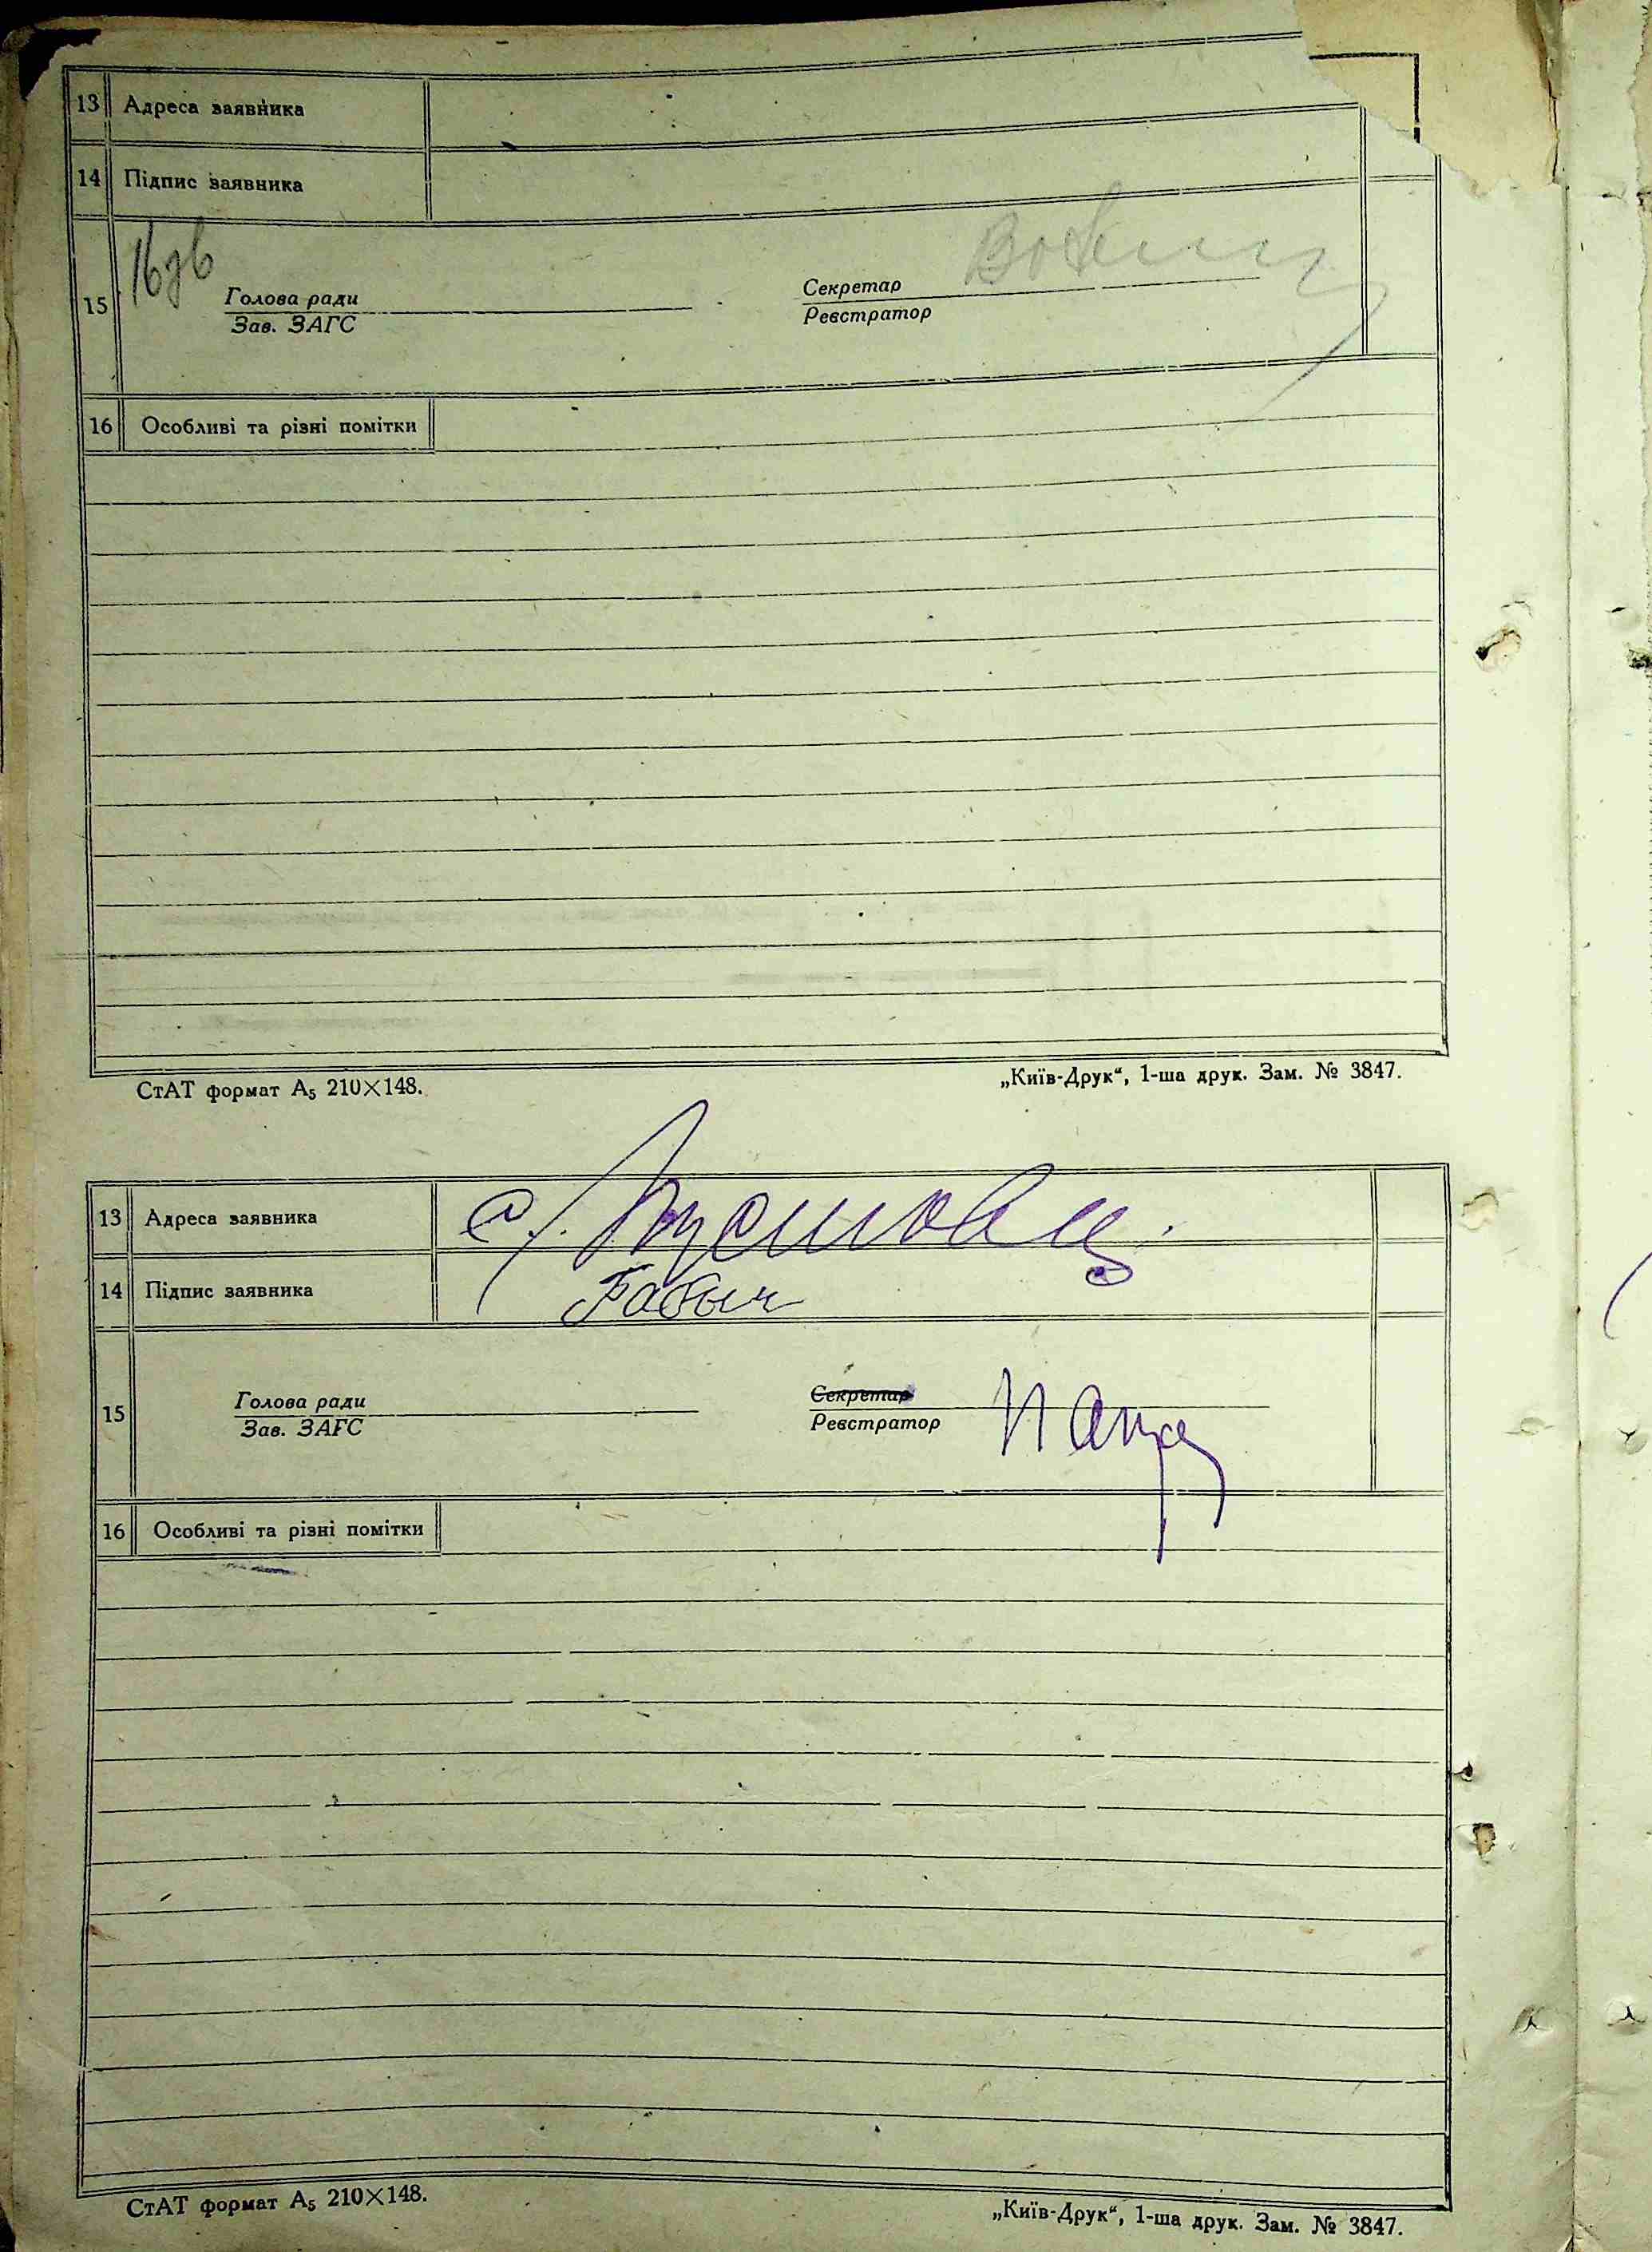 13 Адреса заявника
14 Підпис заявника
15 Голова ради
Зав. ЗАГС
Секретар
Реєстратор
16 Особливі та різні помітки
СтАТ формат А₅ 210×148.
„Київ-Друк“, 1-ша друк. Зам. № 3847.
13 Адреса заявника с.
14 Підпис заявника Бабыч
15 Голова ради
Зав. ЗАГС
Секретар
Реєстратор
16 Особливі та різні помітки
СтАТ формат А₅ 210×148.
„Київ-Друк“, 1-ша друк. Зам. № 3847.